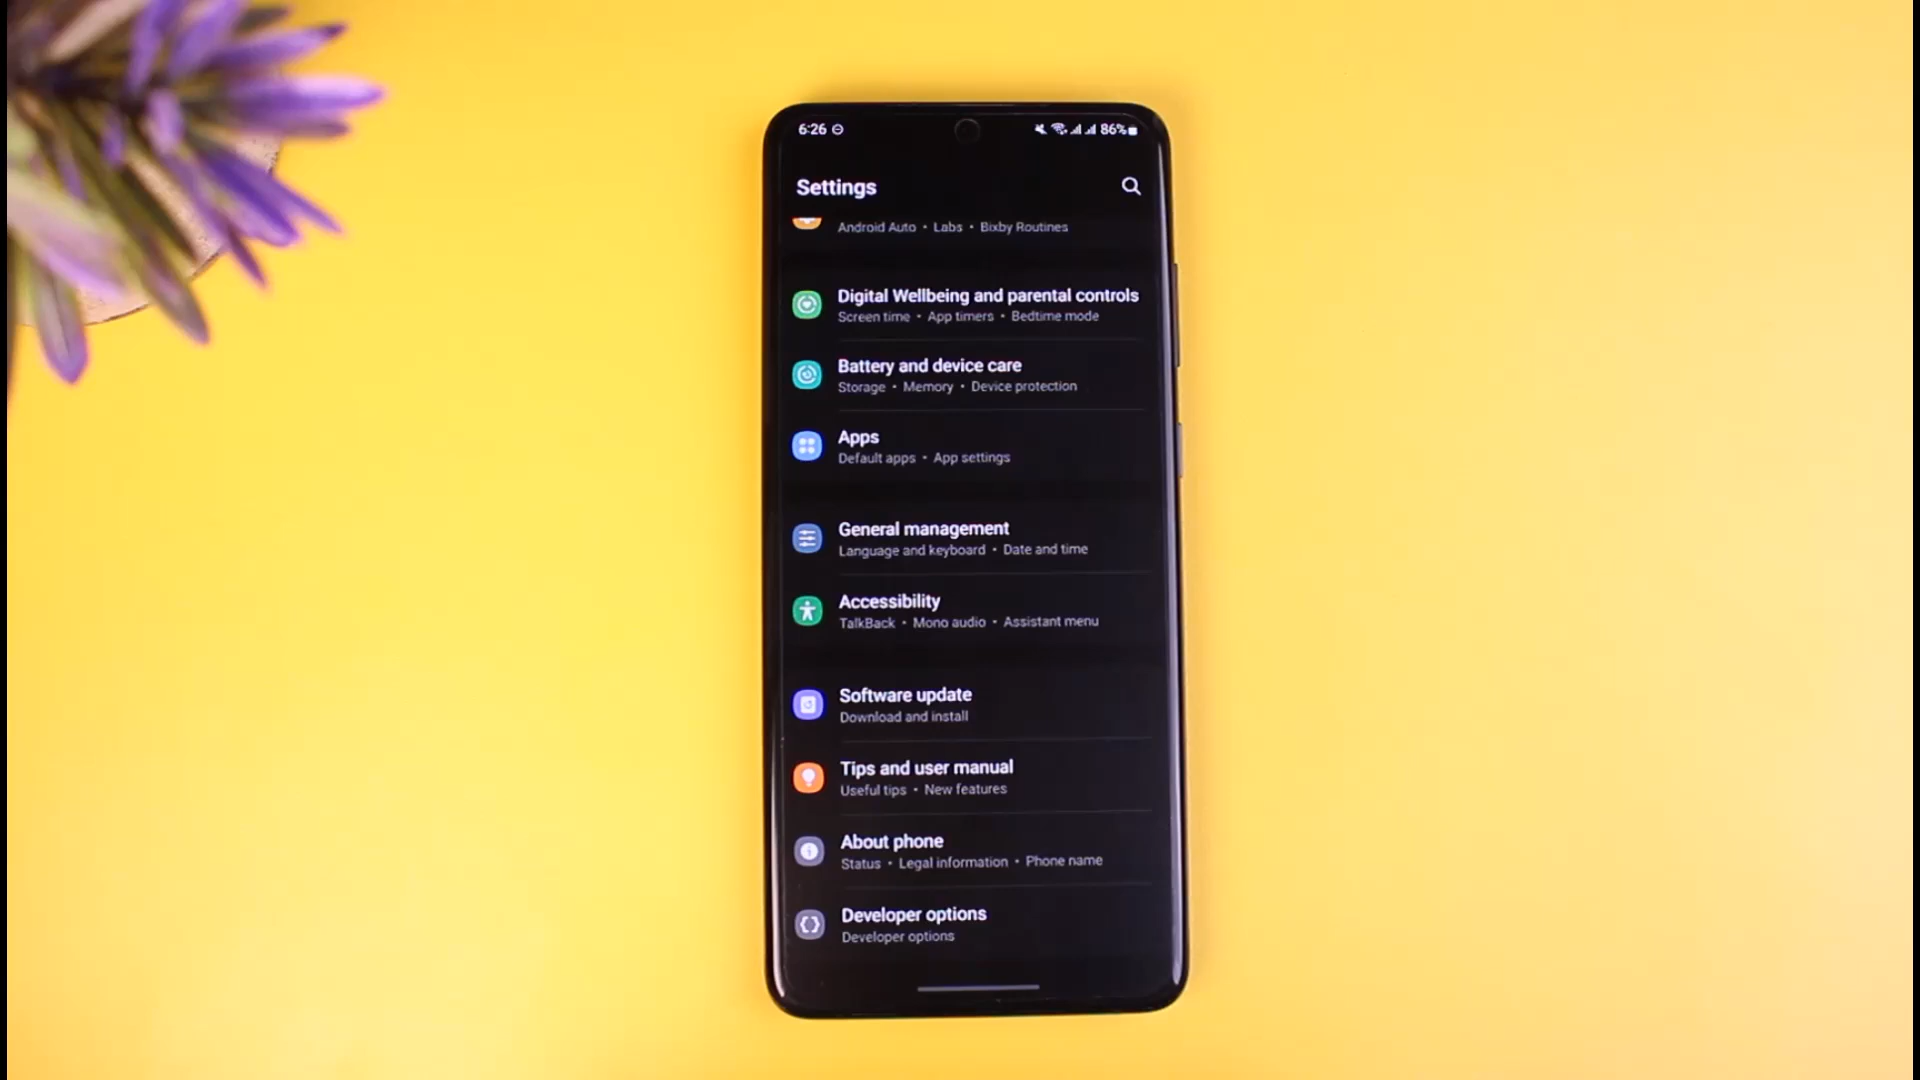 6:26
86%
Settings
Android Auto • Labs • Bixby Routines
Digital Wellbeing and parental controls
Screen time • App timers • Bedtime mode
Battery and device care
Storage • Memory • Device protection
Apps
Default apps • App settings
General management
Language and keyboard • Date and time
Accessibility
TalkBack • Mono audio • Assistant menu
Software update
Download and install
Tips and user manual
Useful tips • New features
About phone
Status • Legal information • Phone name
Developer options
Developer options